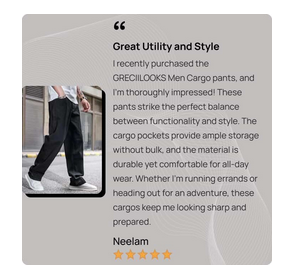 “
Great Utility and Style
I recently purchased the
GRECIILOOKS Men Cargo pants, and
I'm thoroughly impressed! These
pants strike the perfect balance
between functionality and style. The
cargo pockets provide ample storage
without bulk, and the material is
durable yet comfortable for all-day
wear. Whether I'm running errands or
heading out for an adventure, these
cargos keep me looking sharp and
prepared.
Neelam